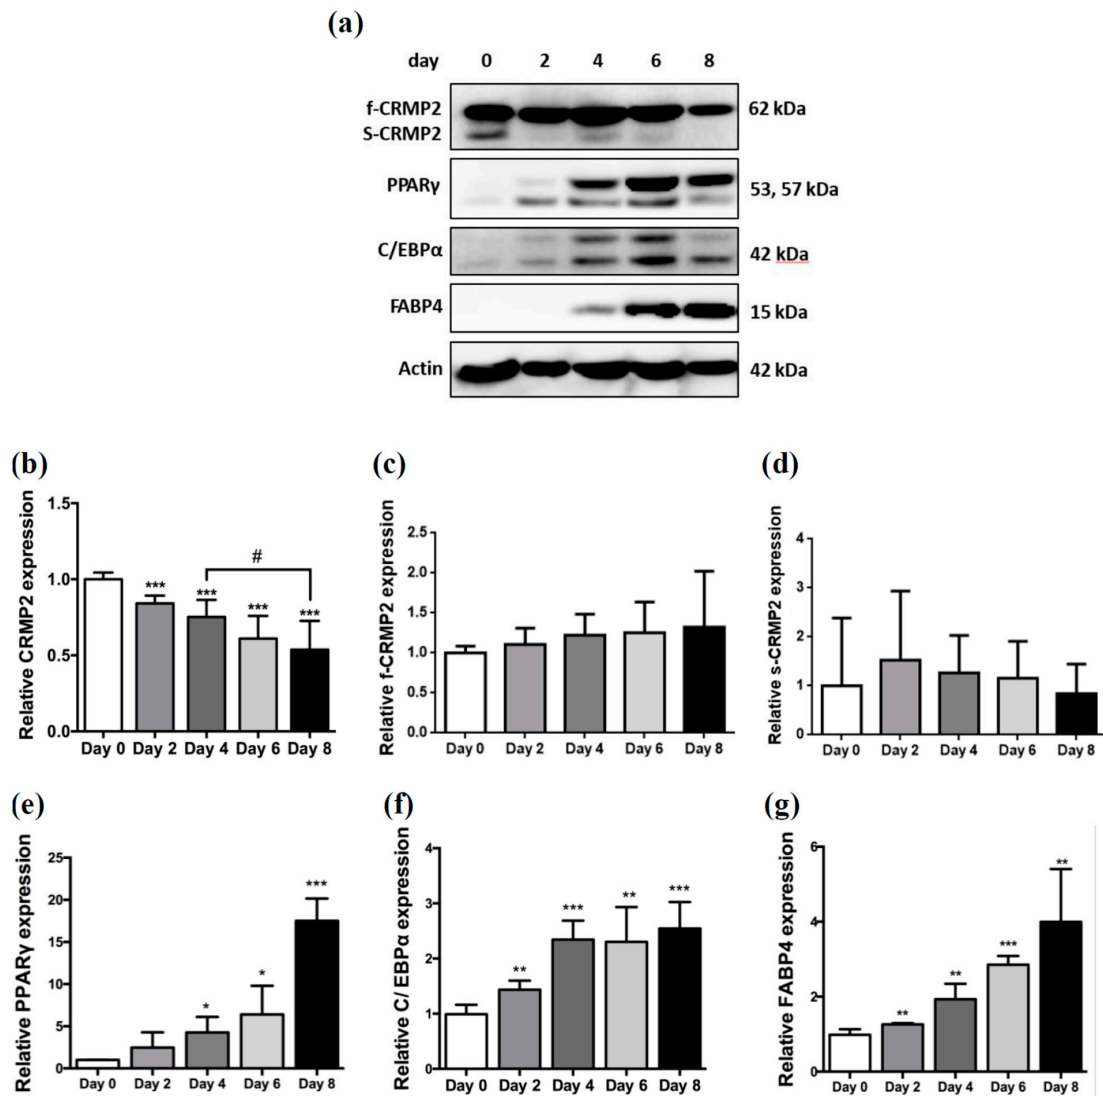 (a)
day 0 2 4 6 8
f-CRMP2 62 kDa
S-CRMP2
PPARγ 53, 57 kDa
C/EBPα 42 kDa
FABP4 15 kDa
Actin 42 kDa
(b)
Relative CRMP2 expression
1.5
1.0
0.5
0.0
***
***
***
***
#
Day 0 Day 2 Day 4 Day 6 Day 8
(c)
Relative f-CRMP2 expression
2.5
2.0
1.5
1.0
0.5
0.0
Day 0 Day 2 Day 4 Day 6 Day 8
(d)
Relative s-CRMP2 expression
4
3
2
1
0
Day 0 Day 2 Day 4 Day 6 Day 8
(e)
Relative PPARγ expression
25
20
15
10
5
0
*
*
***
Day 0 Day 2 Day 4 Day 6 Day 8
(f)
Relative C/ EBPα expression
4
3
2
1
0
**
***
**
***
Day 0 Day 2 Day 4 Day 6 Day 8
(g)
Relative FABP4 expression
6
4
2
0
**
**
***
**
Day 0 Day 2 Day 4 Day 6 Day 8